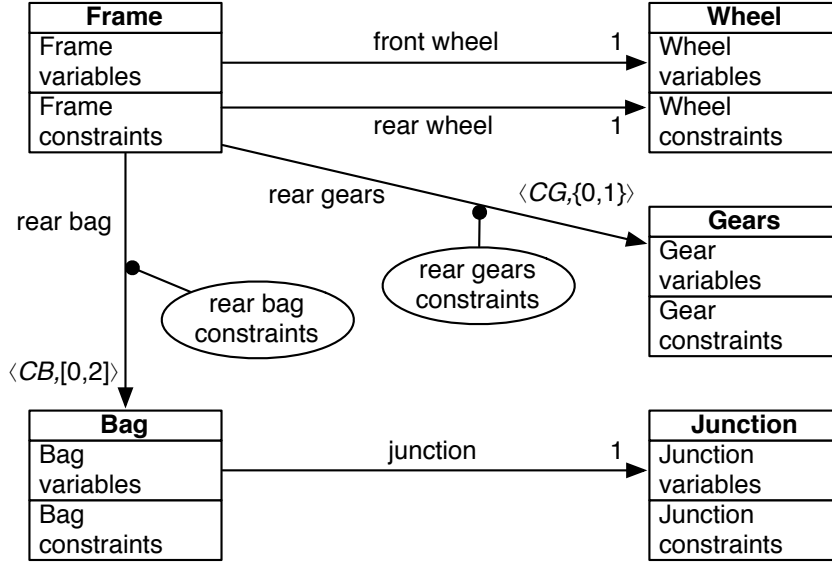 Frame
Frame
variables
Frame
constraints
front wheel
1
rear wheel
1
Wheel
Wheel
variables
Wheel
constraints
rear bag
rear gears
⟨CG,{0,1}⟩
rear gears
constraints
rear bag
constraints
Gears
Gear
variables
Gear
constraints
⟨CB,[0,2]⟩
Bag
Bag
variables
Bag
constraints
junction
1
Junction
Junction
variables
Junction
constraints